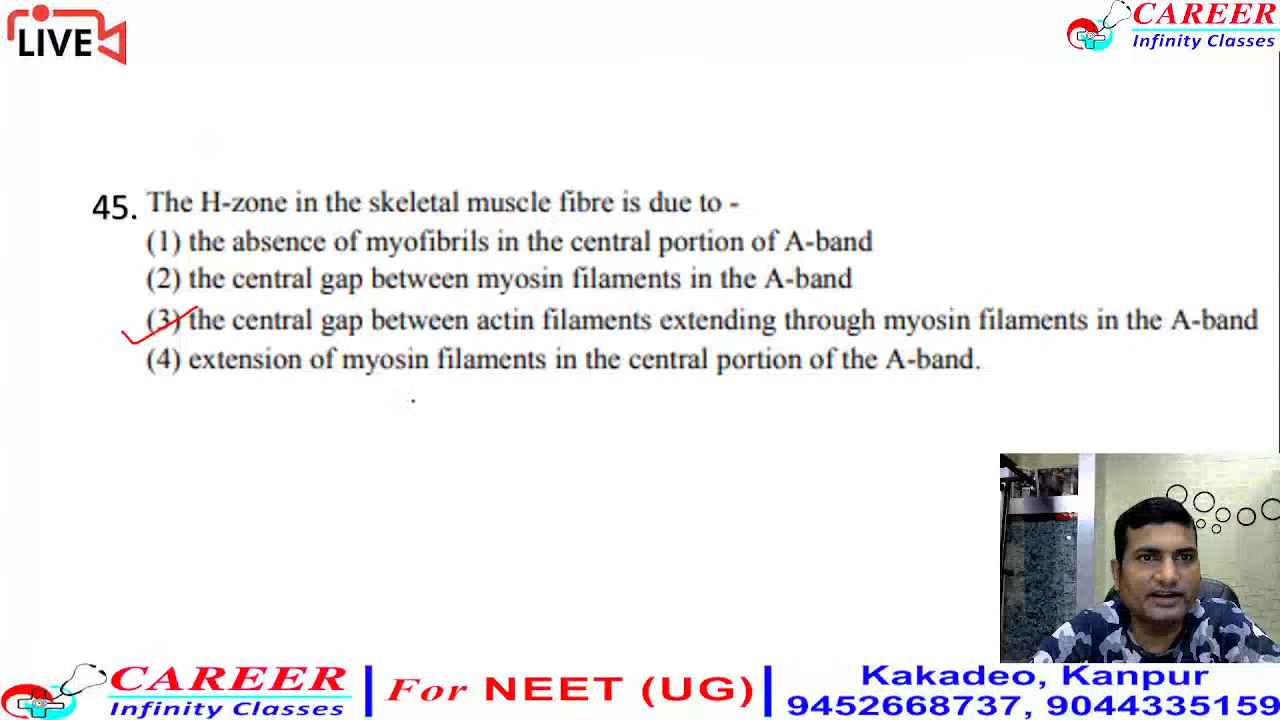 LIVE
CAREER
Infinity Classes
45. The H-zone in the skeletal muscle fibre is due to -
(1) the absence of myofibrils in the central portion of A-band
(2) the central gap between myosin filaments in the A-band
(3) the central gap between actin filaments extending through myosin filaments in the A-band
(4) extension of myosin filaments in the central portion of the A-band.
CAREER
Infinity Classes
For NEET (UG)
Kakadeo, Kanpur
9452668737, 9044335159